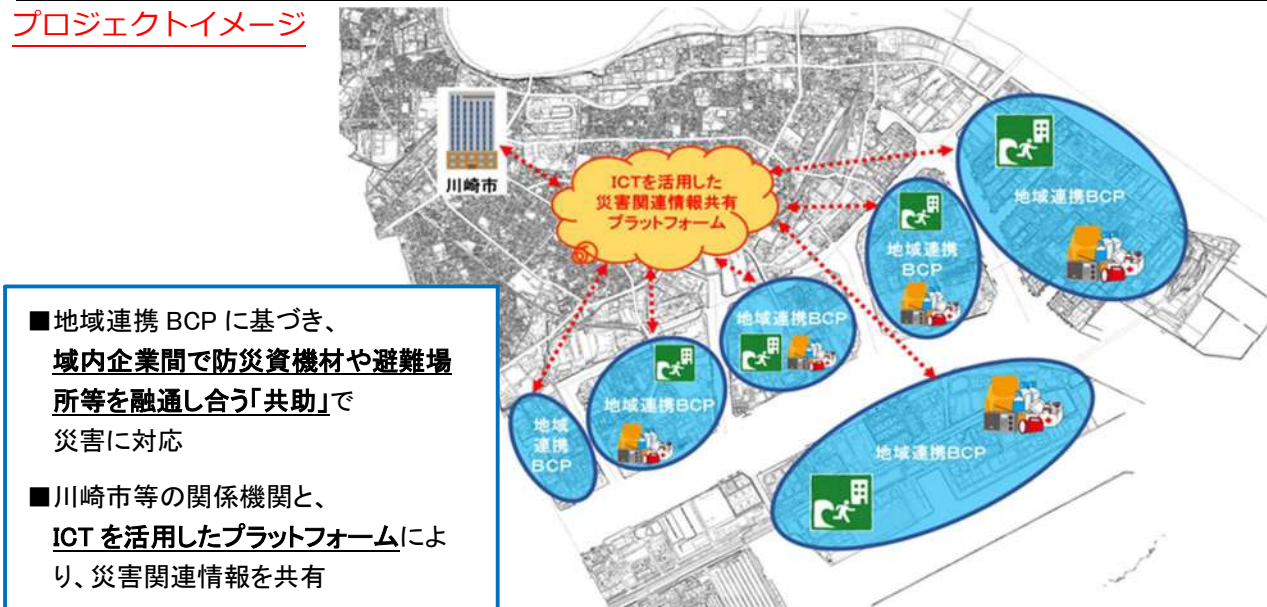 プロジェクトイメージ
川崎市
ICTを活用した
災害関連情報共有
プラットフォーム
地域連携BCP
地域連携
BCP
地域連携BCP
地域連携BCP
地域
連携
BCP
地域連携BCP
■地域連携 BCP に基づき、
域内企業間で防災資機材や避難場
所等を融通し合う「共助」で
災害に対応
■川崎市等の関係機関と、
ICT を活用したプラットフォームによ
り、災害関連情報を共有